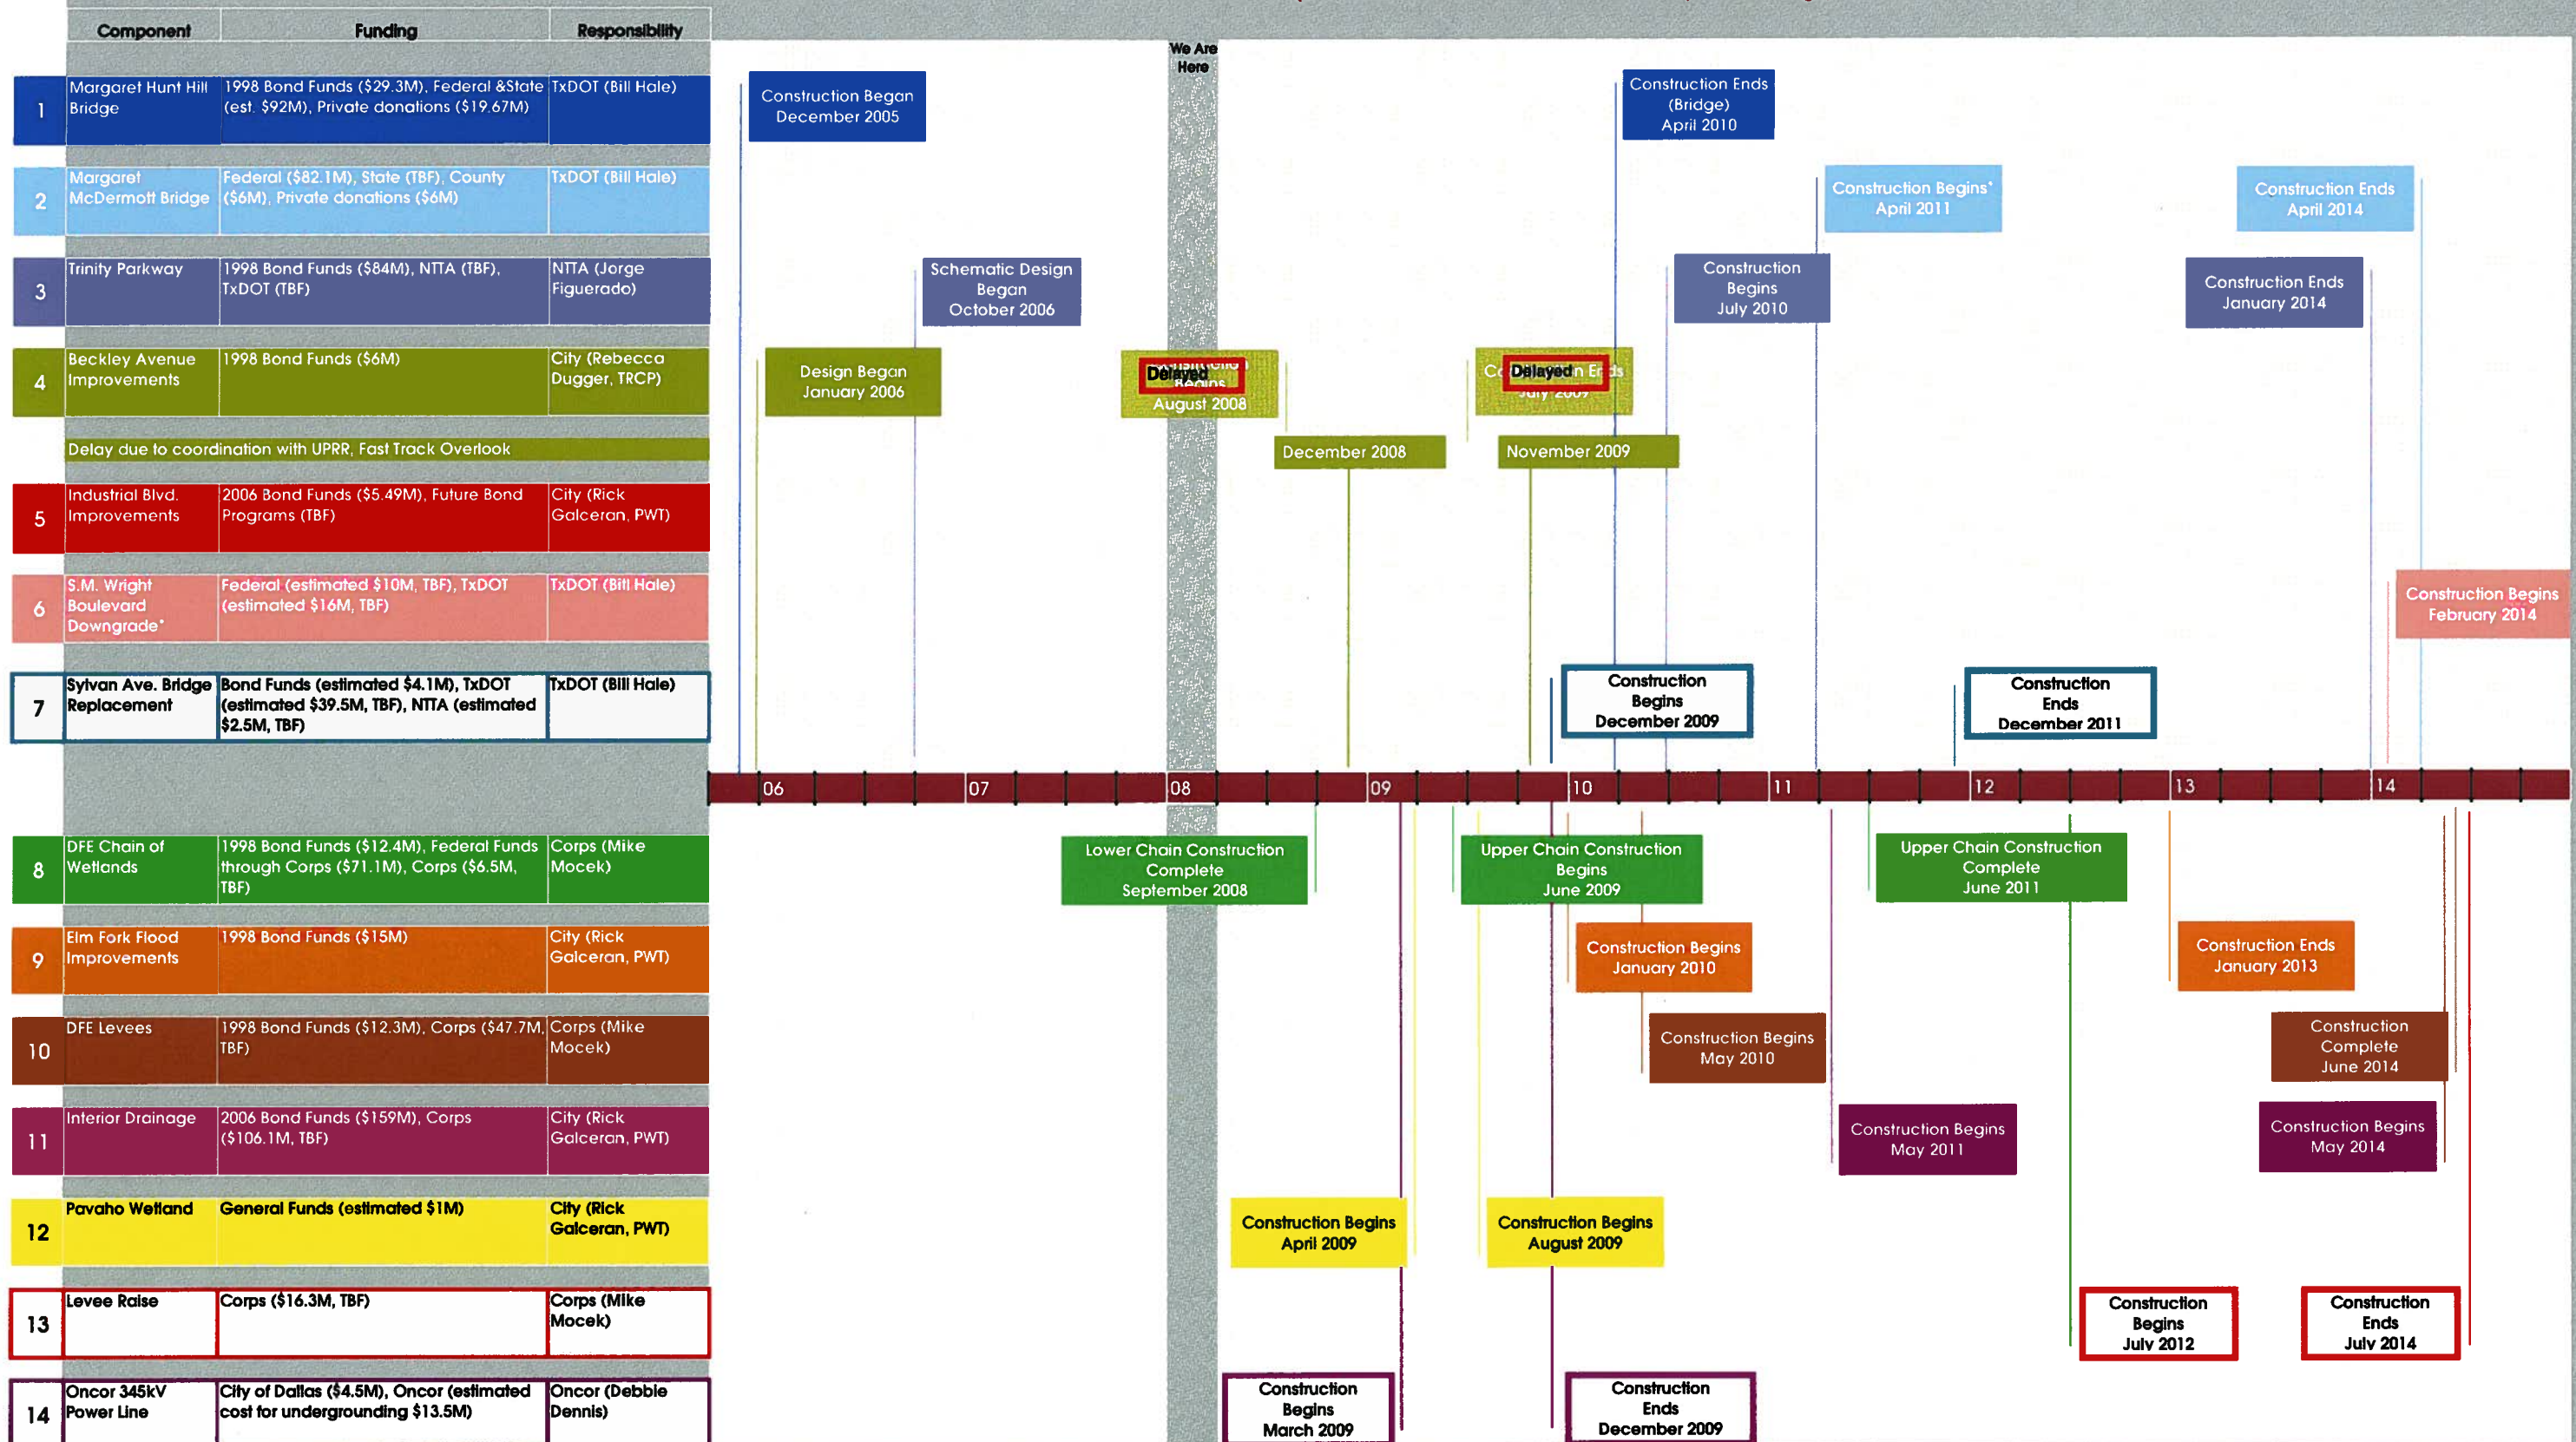 Component
Funding
Responsibility
We Are
Here
1
Margaret Hunt Hill
Bridge
1998 Bond Funds ($29.3M), Federal &State
(est. $92M), Private donations ($19.67M)
TxDOT (Bill Hale)
Construction Began
December 2005
Construction Ends
(Bridge)
April 2010
2
Margaret
McDermott Bridge
Federal ($82.1M), State (TBF), County
($6M), Private donations ($6M)
TxDOT (Bill Hale)
Construction Begins*
April 2011
Construction Ends
April 2014
3
Trinity Parkway
1998 Bond Funds ($84M), NTTA (TBF),
TxDOT (TBF)
NTTA (Jorge
Figuerado)
Schematic Design
Began
October 2006
Construction
Begins
July 2010
Construction Ends
January 2014
4
Beckley Avenue
Improvements
1998 Bond Funds ($6M)
City (Rebecca
Dugger, TRCP)
Design Began
January 2006
Delayed
Begins
August 2008
Delayed
Ends
July 2009
Delay due to coordination with UPRR, Fast Track Overlook
December 2008
November 2009
5
Industrial Blvd.
Improvements
2006 Bond Funds ($5.49M), Future Bond
Programs (TBF)
City (Rick
Galceran, PWT)
6
S.M. Wright
Boulevard
Downgrade*
Federal (estimated $10M, TBF), TxDOT
(estimated $16M, TBF)
TxDOT (Bill Hale)
Construction Begins
February 2014
7
Sylvan Ave. Bridge
Replacement
Bond Funds (estimated $4.1M), TxDOT
(estimated $39.5M, TBF), NTTA (estimated
$2.5M, TBF)
TxDOT (Bill Hale)
Construction
Begins
December 2009
Construction
Ends
December 2011
06 07 08 09 10 11 12 13 14
8
DFE Chain of
Wetlands
1998 Bond Funds ($12.4M), Federal Funds
through Corps ($71.1M), Corps ($6.5M,
TBF)
Corps (Mike
Mocek)
Lower Chain Construction
Complete
September 2008
Upper Chain Construction
Begins
June 2009
Upper Chain Construction
Complete
June 2011
9
Elm Fork Flood
Improvements
1998 Bond Funds ($15M)
City (Rick
Galceran, PWT)
Construction Begins
January 2010
Construction Ends
January 2013
10
DFE Levees
1998 Bond Funds ($12.3M), Corps ($47.7M,
TBF)
Corps (Mike
Mocek)
Construction Begins
May 2010
Construction
Complete
June 2014
11
Interior Drainage
2006 Bond Funds ($159M), Corps
($106.1M, TBF)
City (Rick
Galceran, PWT)
Construction Begins
May 2011
Construction Begins
May 2014
12
Pavaho Wetland
General Funds (estimated $1M)
City (Rick
Galceran, PWT)
Construction Begins
April 2009
Construction Begins
August 2009
13
Levee Raise
Corps ($16.3M, TBF)
Corps (Mike
Mocek)
Construction
Begins
July 2012
Construction
Ends
July 2014
14
Oncor 345kV
Power Line
City of Dallas ($4.5M), Oncor (estimated
cost for undergrounding $13.5M)
Oncor (Debbie
Dennis)
Construction
Begins
March 2009
Construction
Ends
December 2009